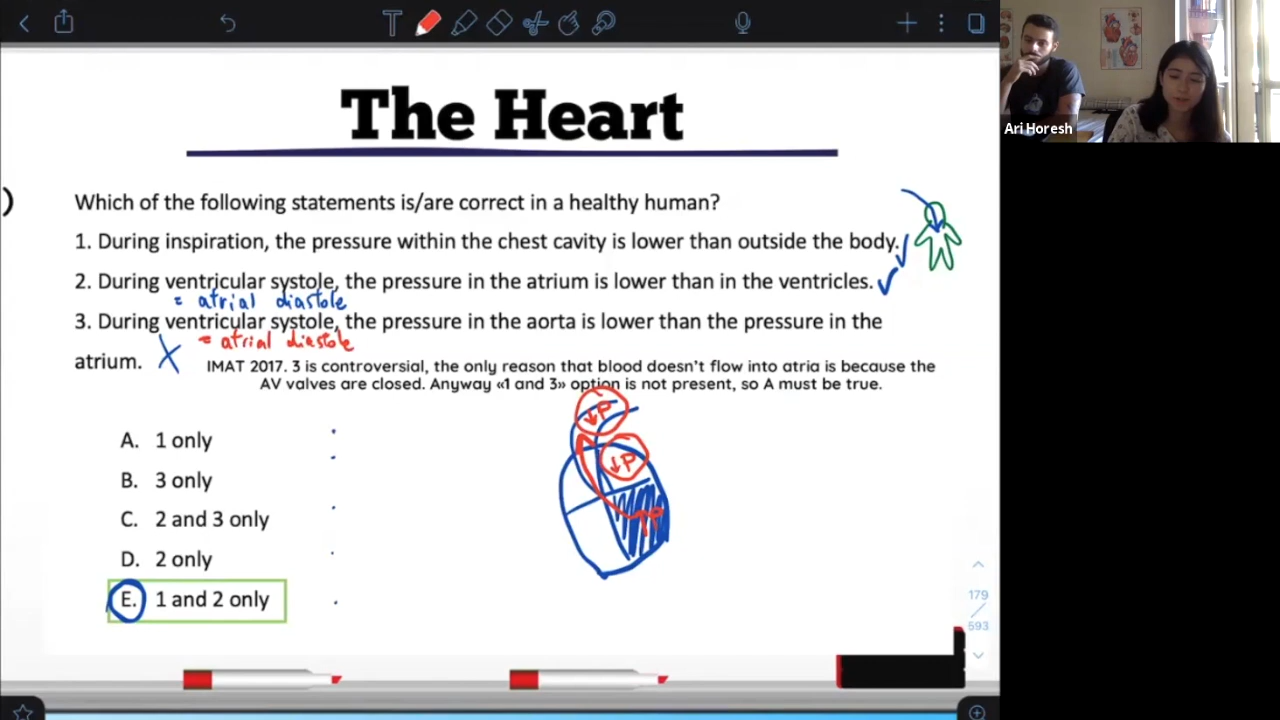 The Heart
Ari Horesh
)
Which of the following statements is/are correct in a healthy human?
1. During inspiration, the pressure within the chest cavity is lower than outside the body.
2. During ventricular systole, the pressure in the atrium is lower than in the ventricles.
= atrial diastole
3. During ventricular systole, the pressure in the aorta is lower than the pressure in the
= atrial diastole
atrium.
IMAT 2017. 3 is controversial, the only reason that blood doesn't flow into atria is because the
AV valves are closed. Anyway «1 and 3» option is not present, so A must be true.
↓P
A. 1 only
↓P
B. 3 only
C. 2 and 3 only
↑P
D. 2 only
E. 1 and 2 only
179
593